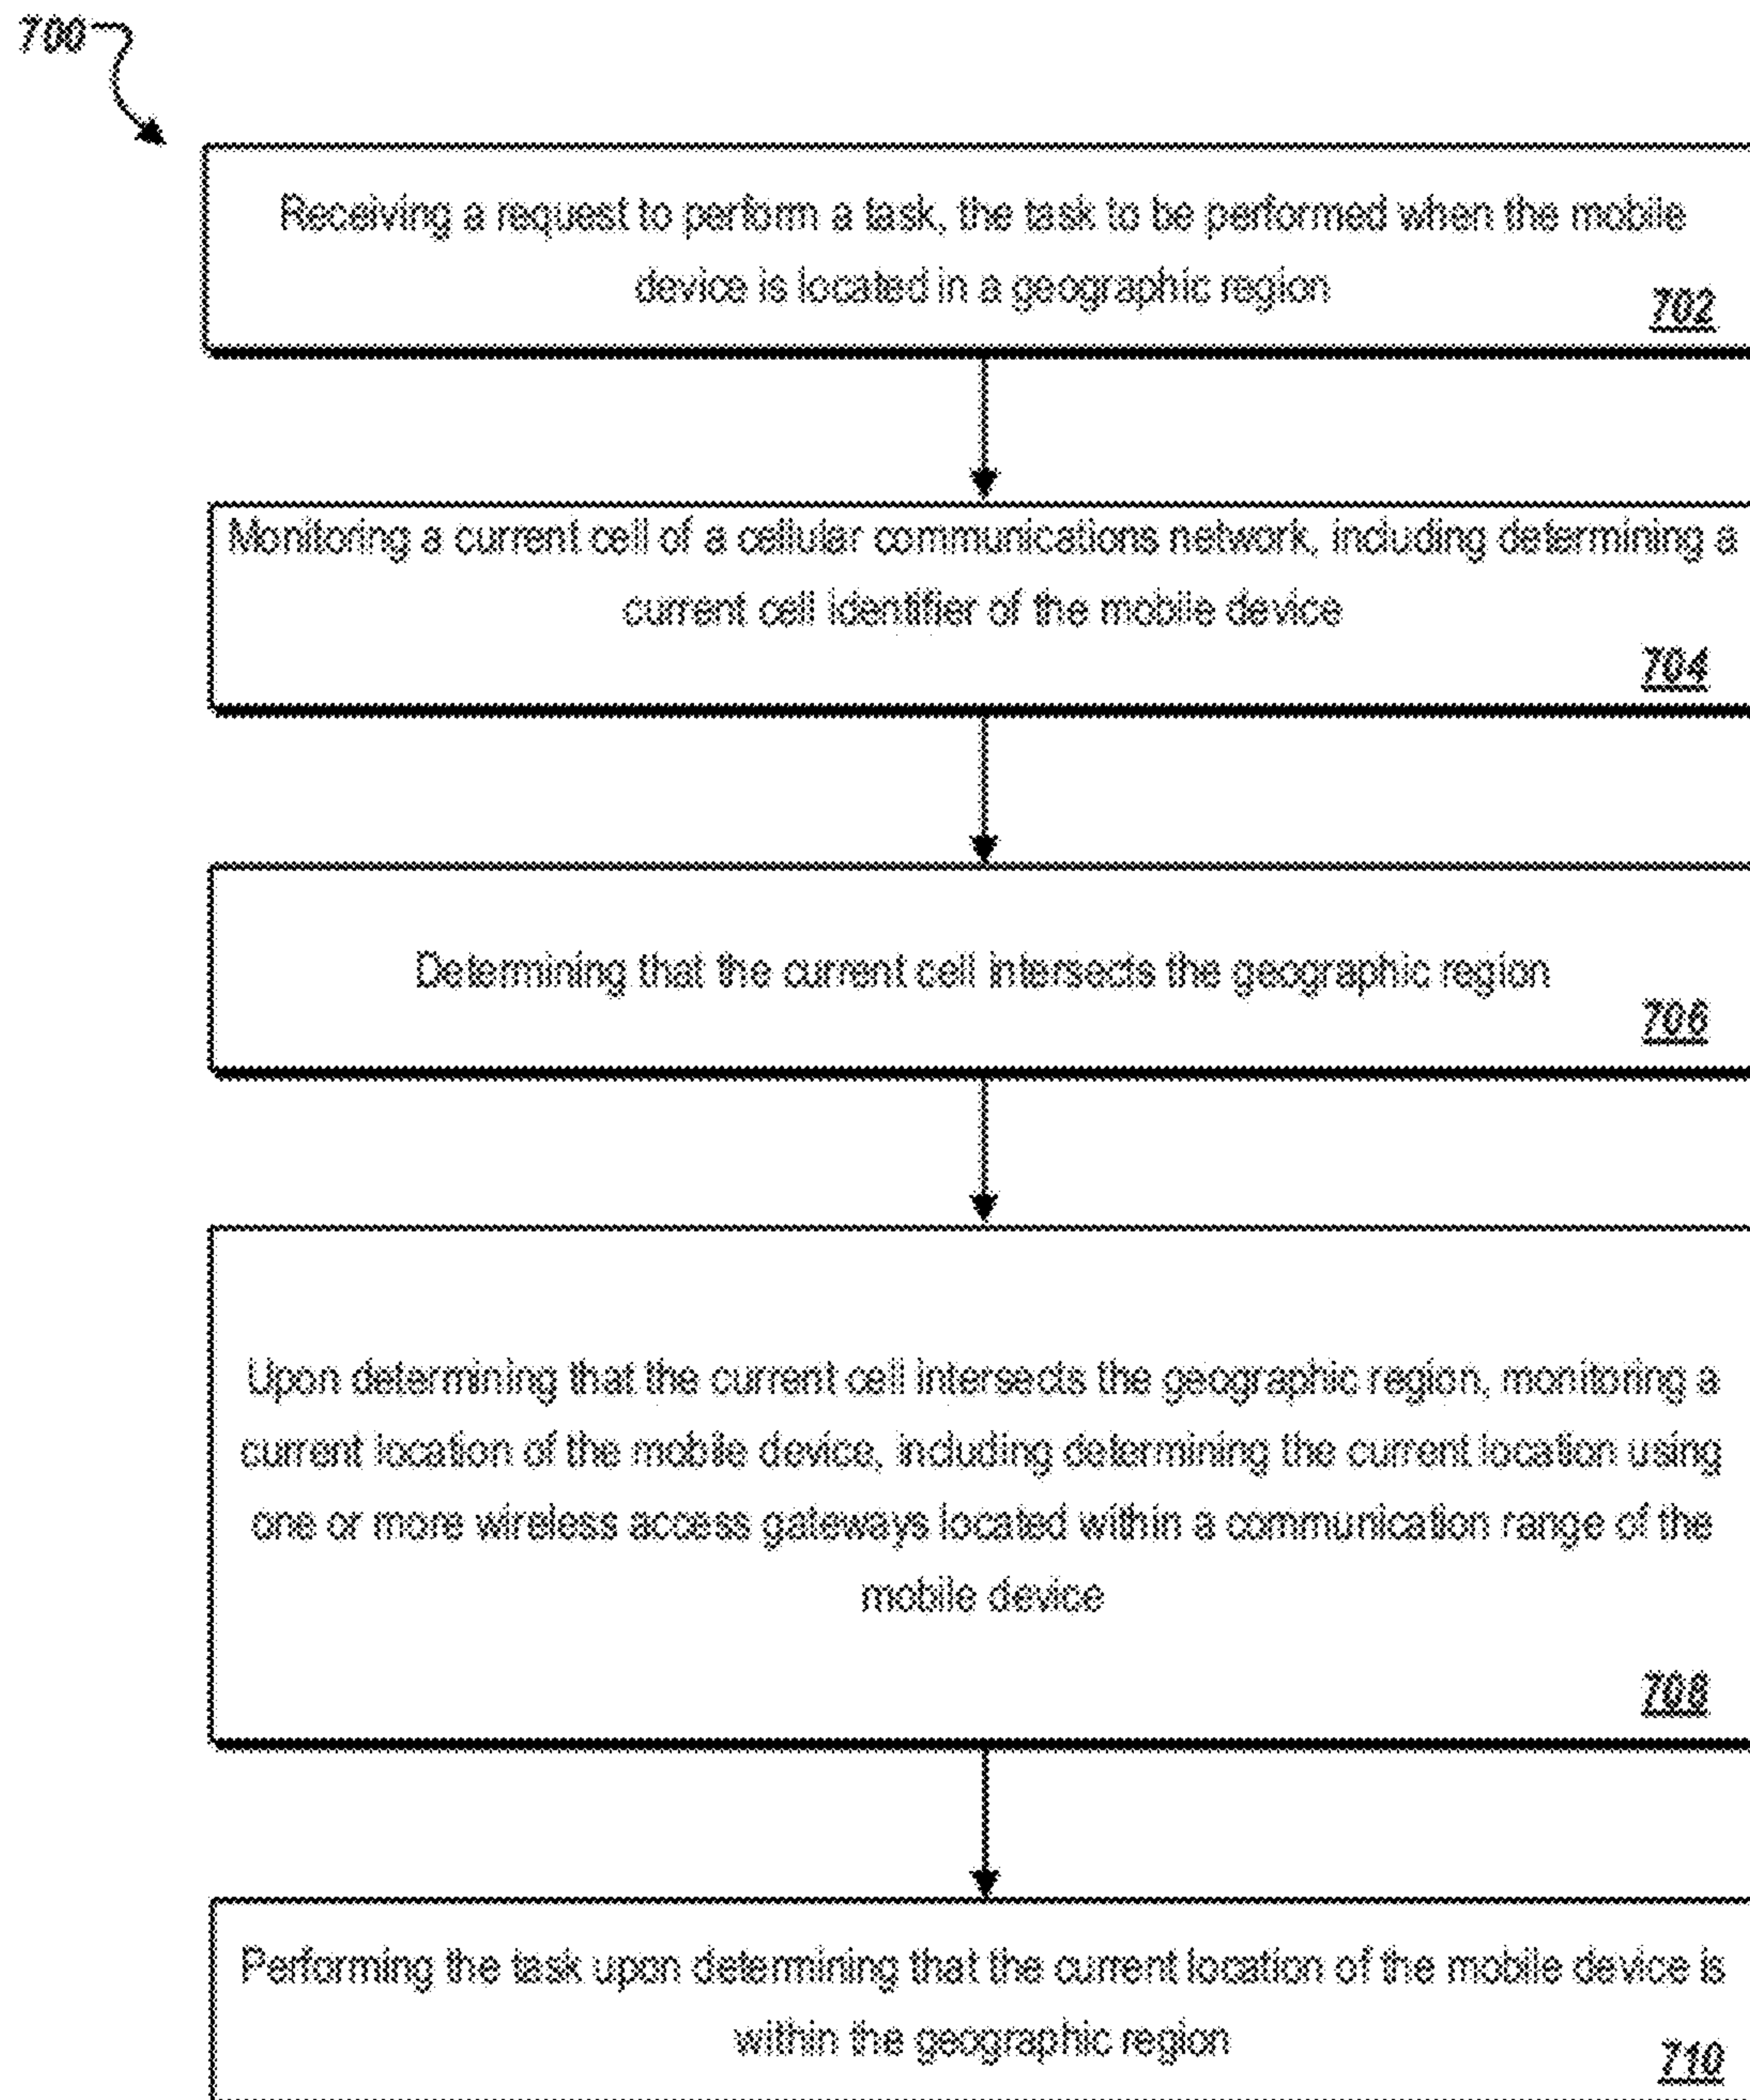 700
Receiving a request to perform a task, the task to be performed when the mobile
device is located in a geographic region
702
Monitoring a current cell of a cellular communications network, including determining a
current cell identifier of the mobile device
704
Determining that the current cell intersects the geographic region
706
Upon determining that the current cell intersects the geographic region, monitoring a
current location of the mobile device, including determining the current location using
one or more wireless access gateways located within a communication range of the
mobile device
708
Performing the task upon determining that the current location of the mobile device is
within the geographic region
710